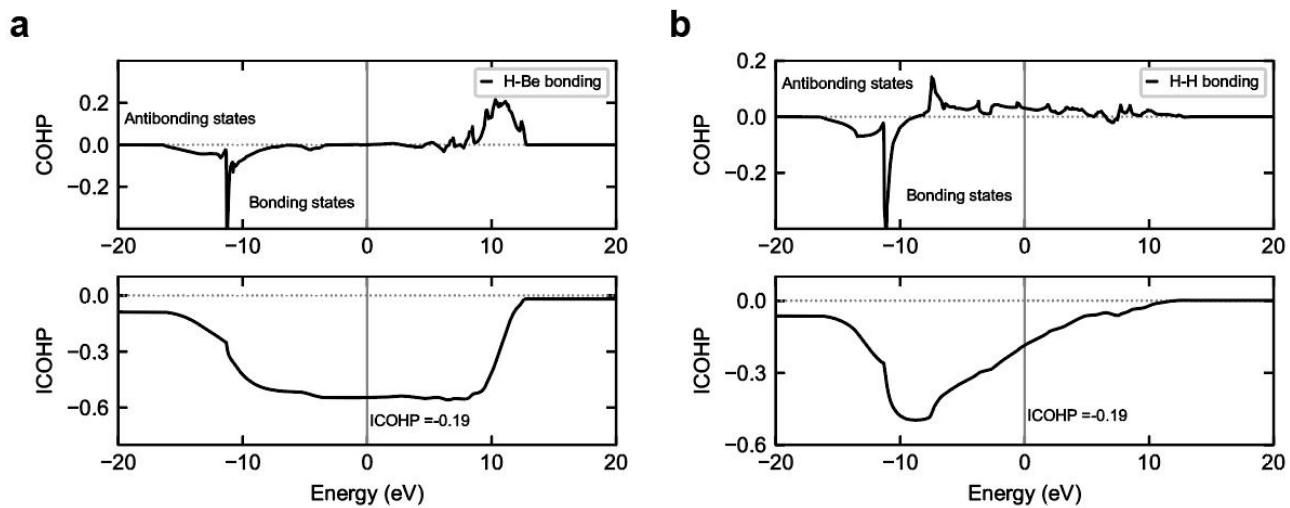 a
H-Be bonding
COHP
0.2
0.0
−0.2
Antibonding states
Bonding states
−20
−10
0
10
20
ICOHP
0.0
−0.3
−0.6
ICOHP =-0.19
−20
−10
0
10
20
Energy (eV)
b
H-H bonding
COHP
0.2
0.0
−0.2
Antibonding states
Bonding states
−20
−10
0
10
20
ICOHP
0.0
−0.3
−0.6
ICOHP =-0.19
−20
−10
0
10
20
Energy (eV)